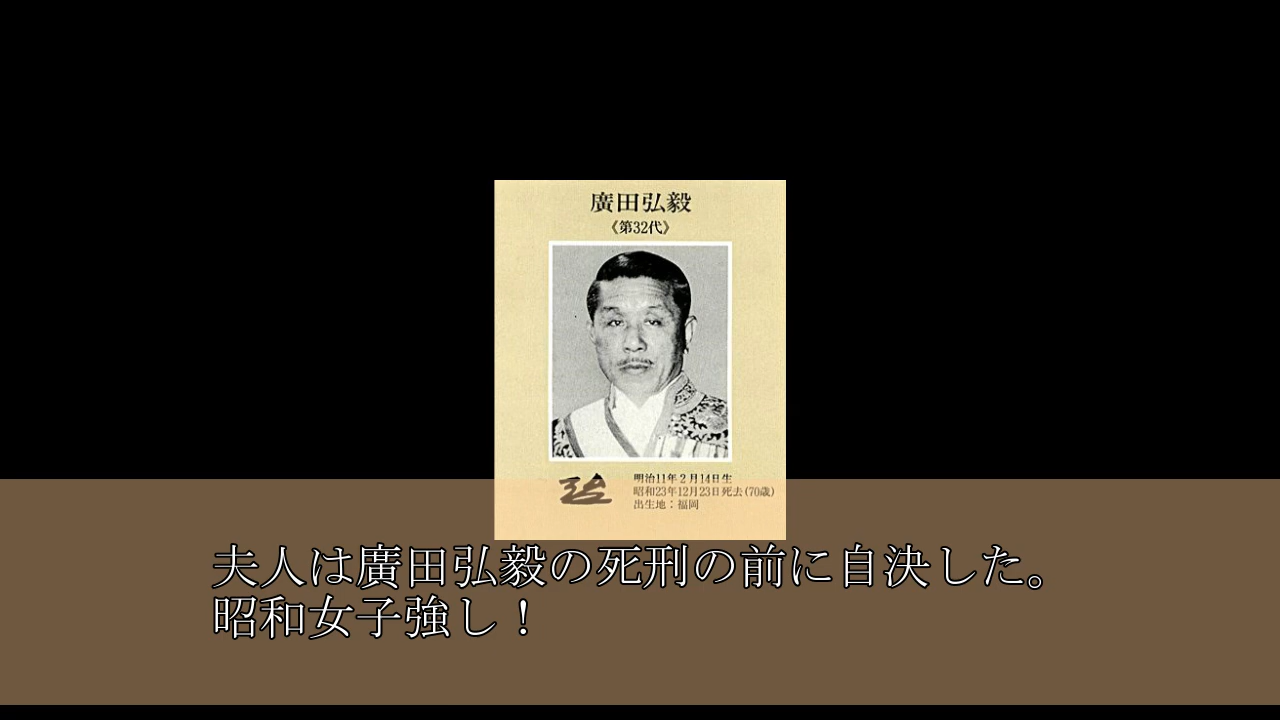 廣田弘毅
《第32代》
明治11年2月14日生
昭和23年12月23日死去(70歳)
出生地：福岡
夫人は廣田弘毅の死刑の前に自決した。
昭和女子強し！